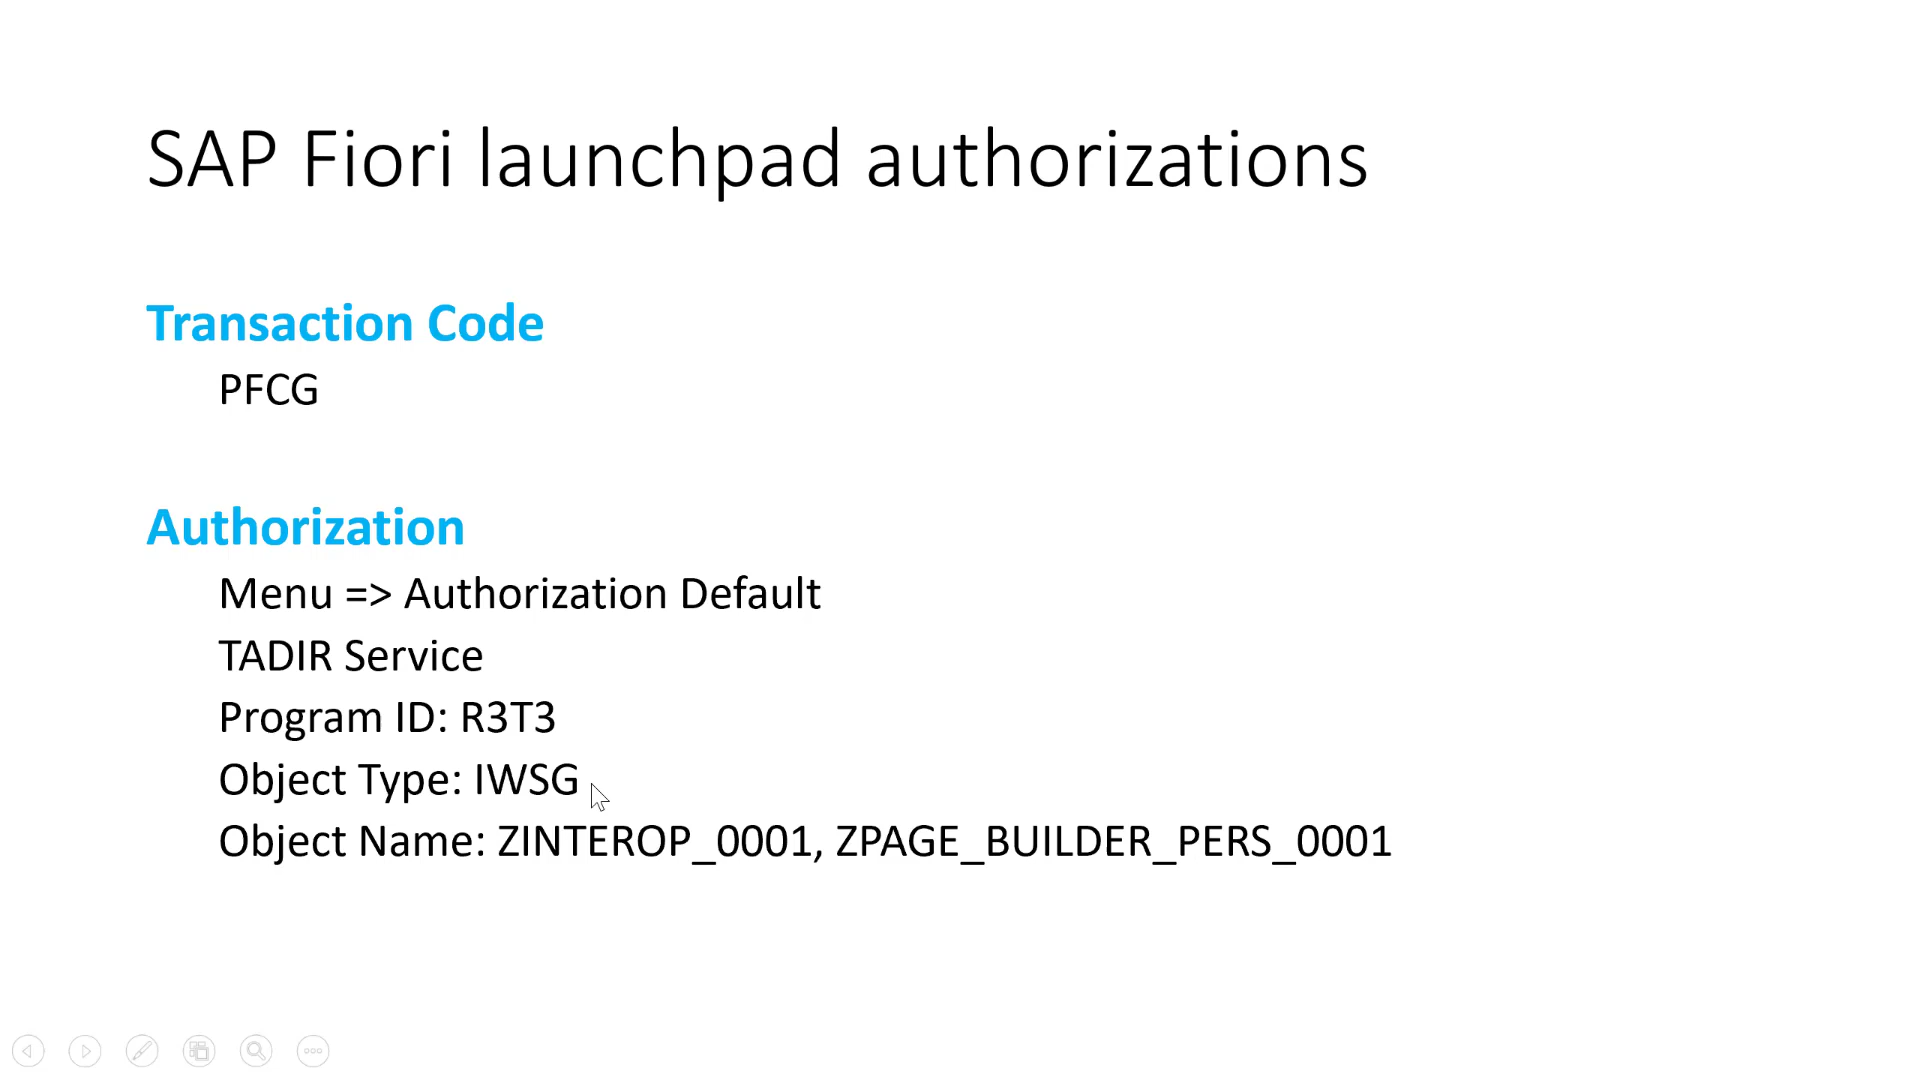 SAP Fiori launchpad authorizations
Transaction Code
PFCG
Authorization
Menu => Authorization Default
TADIR Service
Program ID: R3T3
Object Type: IWSG
Object Name: ZINTEROP_0001, ZPAGE_BUILDER_PERS_0001